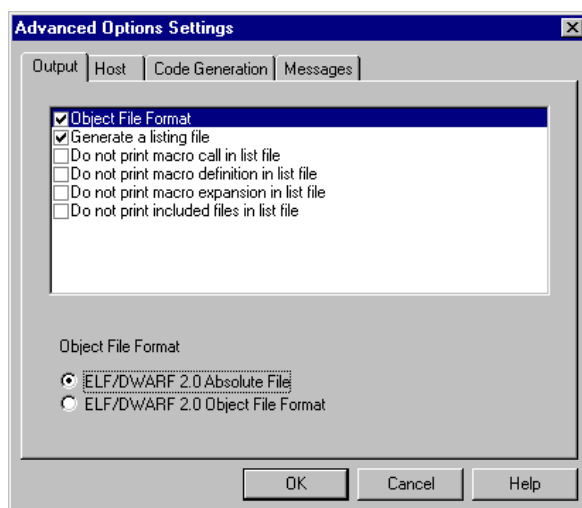 Advanced Options Settings
Output Host Code Generation Messages
Object File Format
Generate a listing file
Do not print macro call in list file
Do not print macro definition in list file
Do not print macro expansion in list file
Do not print included files in list file
Object File Format
ELF/DWARF 2.0 Absolute File
ELF/DWARF 2.0 Object File Format
OK Cancel Help